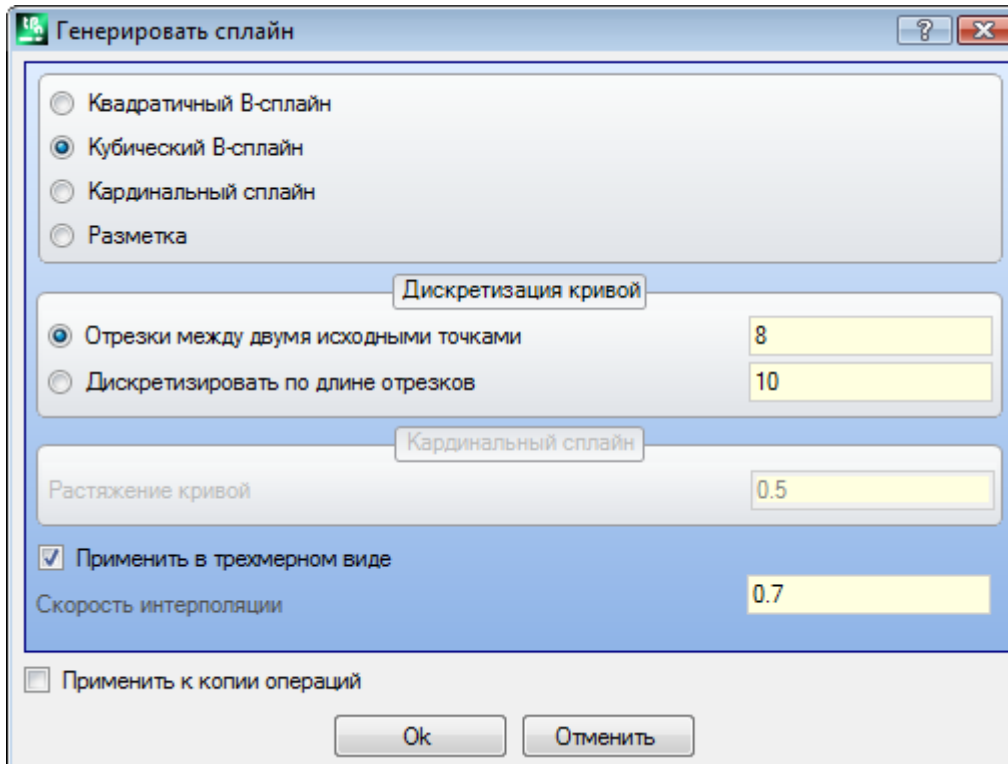 Генерировать сплайн
Квадратичный B-сплайн
Кубический B-сплайн
Кардинальный сплайн
Разметка
Дискретизация кривой
Отрезки между двумя исходными точками 8
Дискретизировать по длине отрезков 10
Кардинальный сплайн
Растяжение кривой 0.5
Применить в трехмерном виде
Скорость интерполяции 0.7
Применить к копии операций
Ok Отменить